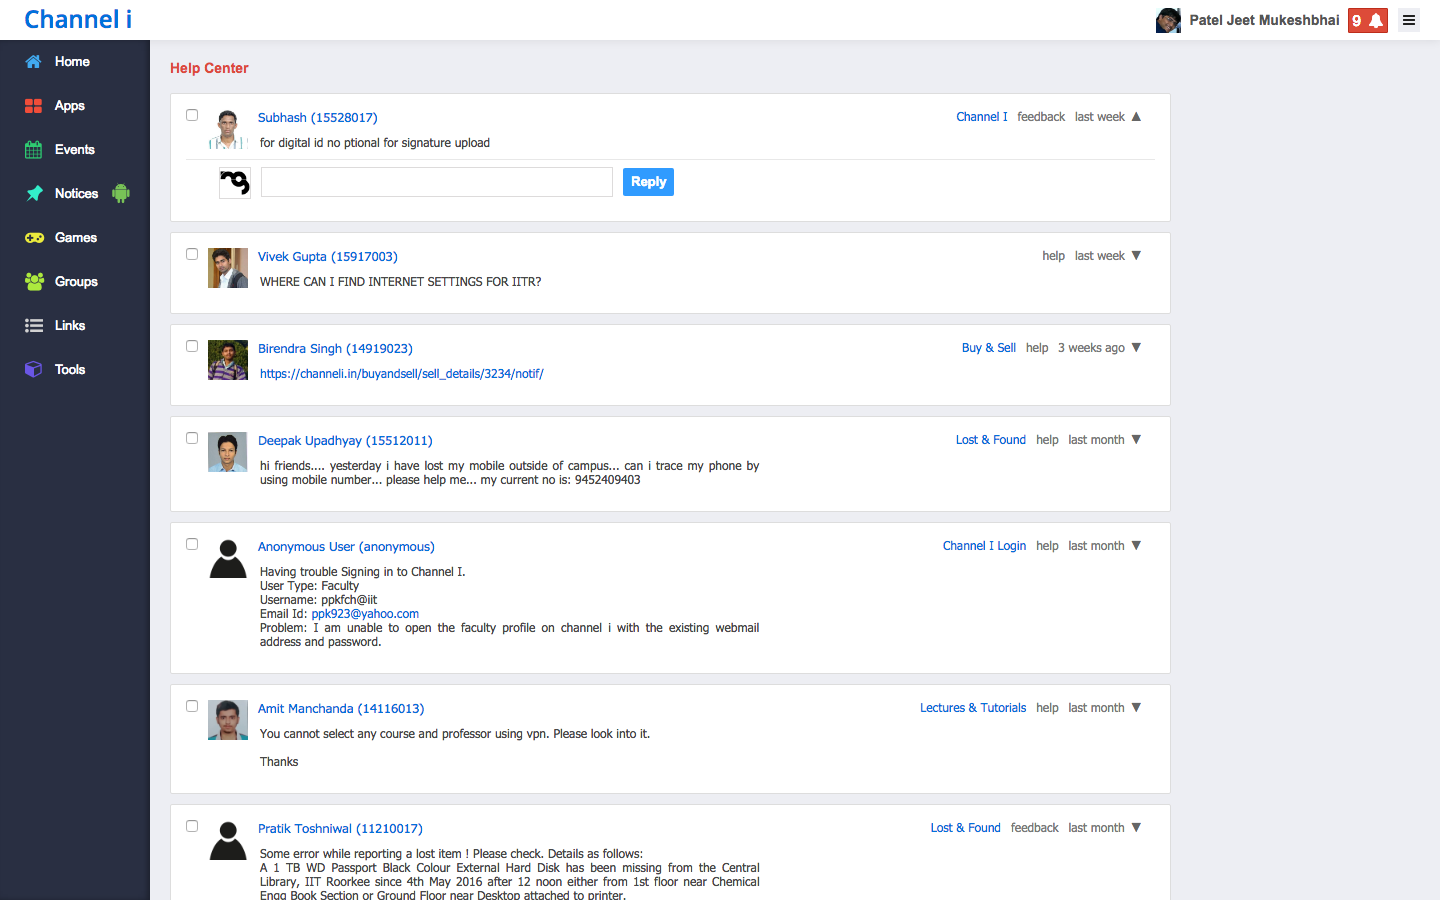 Channel i
Patel Jeet Mukeshbhai 9
Home
Apps
Events
Notices
Games
Groups
Links
Tools
Help Center
Subhash (15528017) Channel I feedback last week ▲
for digital id no ptional for signature upload
Reply
Vivek Gupta (15917003) help last week ▼
WHERE CAN I FIND INTERNET SETTINGS FOR IITR?
Birendra Singh (14919023) Buy & Sell help 3 weeks ago ▼
https://channeli.in/buyandsell/sell_details/3234/notif/
Deepak Upadhyay (15512011) Lost & Found help last month ▼
hi friends.... yesterday i have lost my mobile outside of campus... can i trace my phone by
using mobile number... please help me... my current no is: 9452409403
Anonymous User (anonymous) Channel I Login help last month ▼
Having trouble Signing in to Channel I.
User Type: Faculty
Username: ppkfch@iit
Email Id: ppk923@yahoo.com
Problem: I am unable to open the faculty profile on channel i with the existing webmail
address and password.
Amit Manchanda (14116013) Lectures & Tutorials help last month ▼
You cannot select any course and professor using vpn. Please look into it.
Thanks
Pratik Toshniwal (11210017) Lost & Found feedback last month ▼
Some error while reporting a lost item ! Please check. Details as follows:
A 1 TB WD Passport Black Colour External Hard Disk has been missing from the Central
Library, IIT Roorkee since 4th May 2016 after 12 noon either from 1st floor near Chemical
Engg Book Section or Ground Floor near Desktop attached to printer.